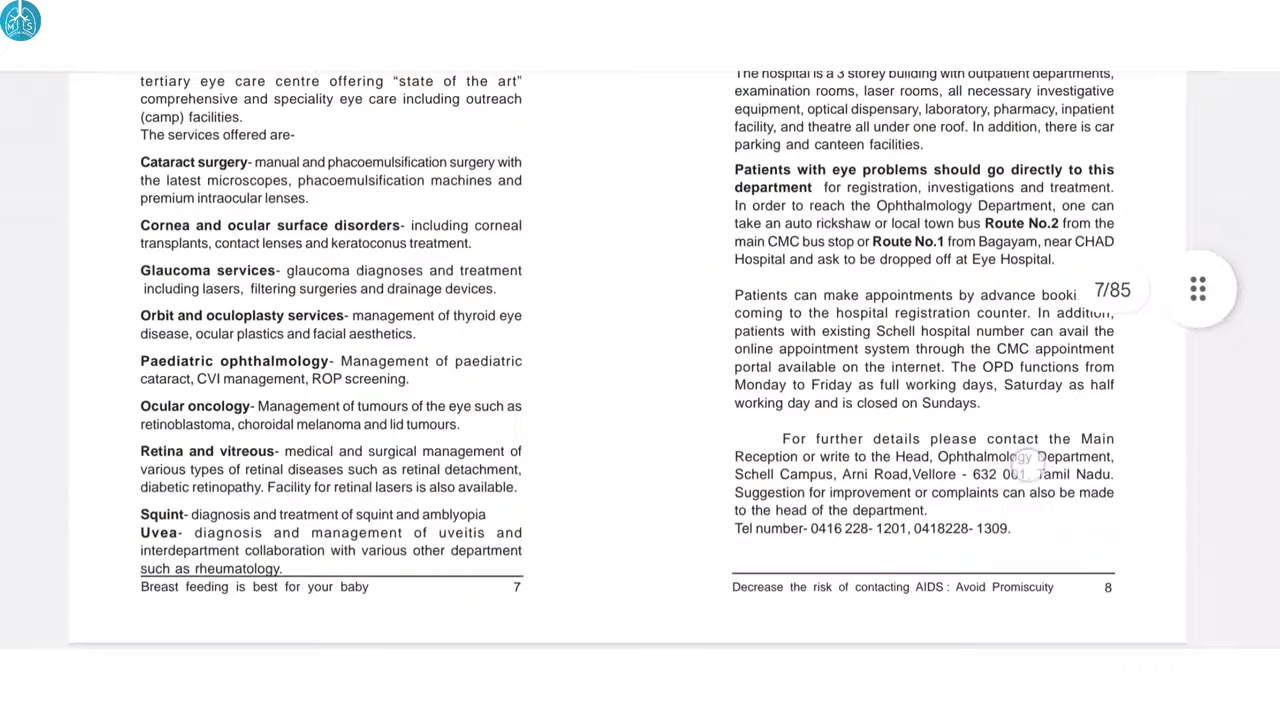 tertiary eye care centre offering “state of the art”
comprehensive and speciality eye care including outreach
(camp) facilities.
The services offered are-
Cataract surgery- manual and phacoemulsification surgery with
the latest microscopes, phacoemulsification machines and
premium intraocular lenses.
Cornea and ocular surface disorders- including corneal
transplants, contact lenses and keratoconus treatment.
Glaucoma services- glaucoma diagnoses and treatment
including lasers, filtering surgeries and drainage devices.
Orbit and oculoplasty services- management of thyroid eye
disease, ocular plastics and facial aesthetics.
Paediatric ophthalmology- Management of paediatric
cataract, CVI management, ROP screening.
Ocular oncology- Management of tumours of the eye such as
retinoblastoma, choroidal melanoma and lid tumours.
Retina and vitreous- medical and surgical management of
various types of retinal diseases such as retinal detachment,
diabetic retinopathy. Facility for retinal lasers is also available.
Squint- diagnosis and treatment of squint and amblyopia
Uvea- diagnosis and management of uveitis and
interdepartment collaboration with various other department
such as rheumatology.
Breast feeding is best for your baby 7
The hospital is a 3 storey building with outpatient departments,
examination rooms, laser rooms, all necessary investigative
equipment, optical dispensary, laboratory, pharmacy, inpatient
facility, and theatre all under one roof. In addition, there is car
parking and canteen facilities.
Patients with eye problems should go directly to this
department for registration, investigations and treatment.
In order to reach the Ophthalmology Department, one can
take an auto rickshaw or local town bus Route No.2 from the
main CMC bus stop or Route No.1 from Bagayam, near CHAD
Hospital and ask to be dropped off at Eye Hospital.
Patients can make appointments by advance booki
coming to the hospital registration counter. In addition,
patients with existing Schell hospital number can avail the
online appointment system through the CMC appointment
portal available on the internet. The OPD functions from
Monday to Friday as full working days, Saturday as half
working day and is closed on Sundays.
For further details please contact the Main
Reception or write to the Head, Ophthalmology Department,
Schell Campus, Arni Road,Vellore - 632 001, Tamil Nadu.
Suggestion for improvement or complaints can also be made
to the head of the department.
Tel number- 0416 228- 1201, 0418228- 1309.
Decrease the risk of contacting AIDS : Avoid Promiscuity 8
7/85
M S